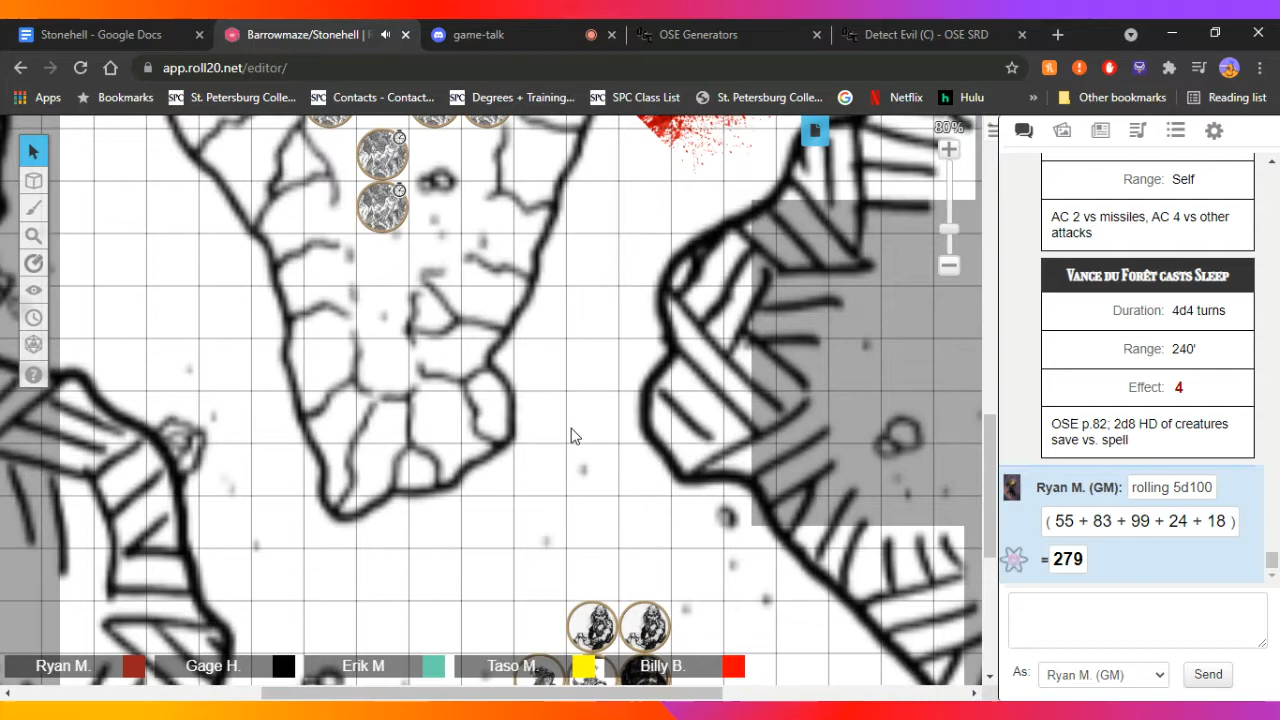 Stonehell - Google Docs
Barrowmaze/Stonehell | R
game-talk
OSE Generators
Detect Evil (C) - OSE SRD
app.roll20.net/editor/
Apps
Bookmarks
St. Petersburg Colle...
Contacts - Contact...
Degrees + Training...
SPC Class List
St. Petersburg Colle...
Netflix
Hulu
»
Other bookmarks
Reading list
80%
Range: Self
AC 2 vs missiles, AC 4 vs other
attacks
Vance du Forêt casts Sleep
Duration: 4d4 turns
Range: 240'
Effect: 4
OSE p.82; 2d8 HD of creatures
save vs. spell
Ryan M. (GM): rolling 5d100
( 55 + 83 + 99 + 24 + 18 )
= 279
Ryan M.
Gage H.
Erik M
Taso M.
Billy B.
As: Ryan M. (GM) Send